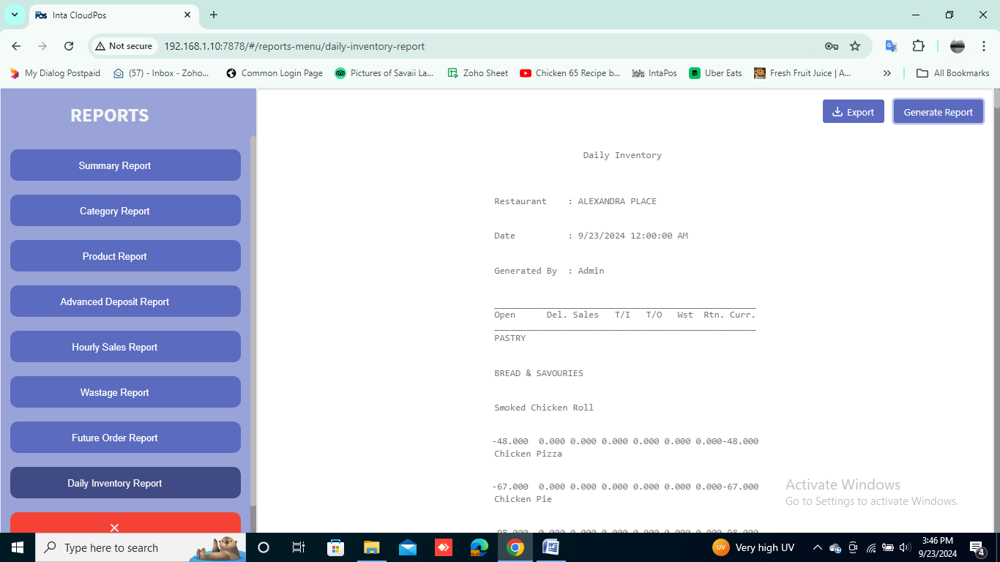 Inta CloudPos
Not secure
192.168.1.10:7878/#/reports-menu/daily-inventory-report
My Dialog Postpaid
(57) - Inbox - Zoho...
Common Login Page
Pictures of Savaii La...
Zoho Sheet
Chicken 65 Recipe b...
IntaPos
Uber Eats
Fresh Fruit Juice | A...
All Bookmarks
REPORTS
Export
Generate Report
Summary Report
Category Report
Product Report
Advanced Deposit Report
Hourly Sales Report
Wastage Report
Future Order Report
Daily Inventory Report
Daily Inventory
Restaurant : ALEXANDRA PLACE
Date : 9/23/2024 12:00:00 AM
Generated By : Admin
Open Del. Sales T/I T/O Wst Rtn. Curr.
PASTRY
BREAD & SAVOURIES
Smoked Chicken Roll
-48.000 0.000 0.000 0.000 0.000 0.000 0.000-48.000
Chicken Pizza
-67.000 0.000 0.000 0.000 0.000 0.000 0.000-67.000
Chicken Pie
Activate Windows
Go to Settings to activate Windows.
Type here to search
UV
Very high UV
3:46 PM
9/23/2024
4